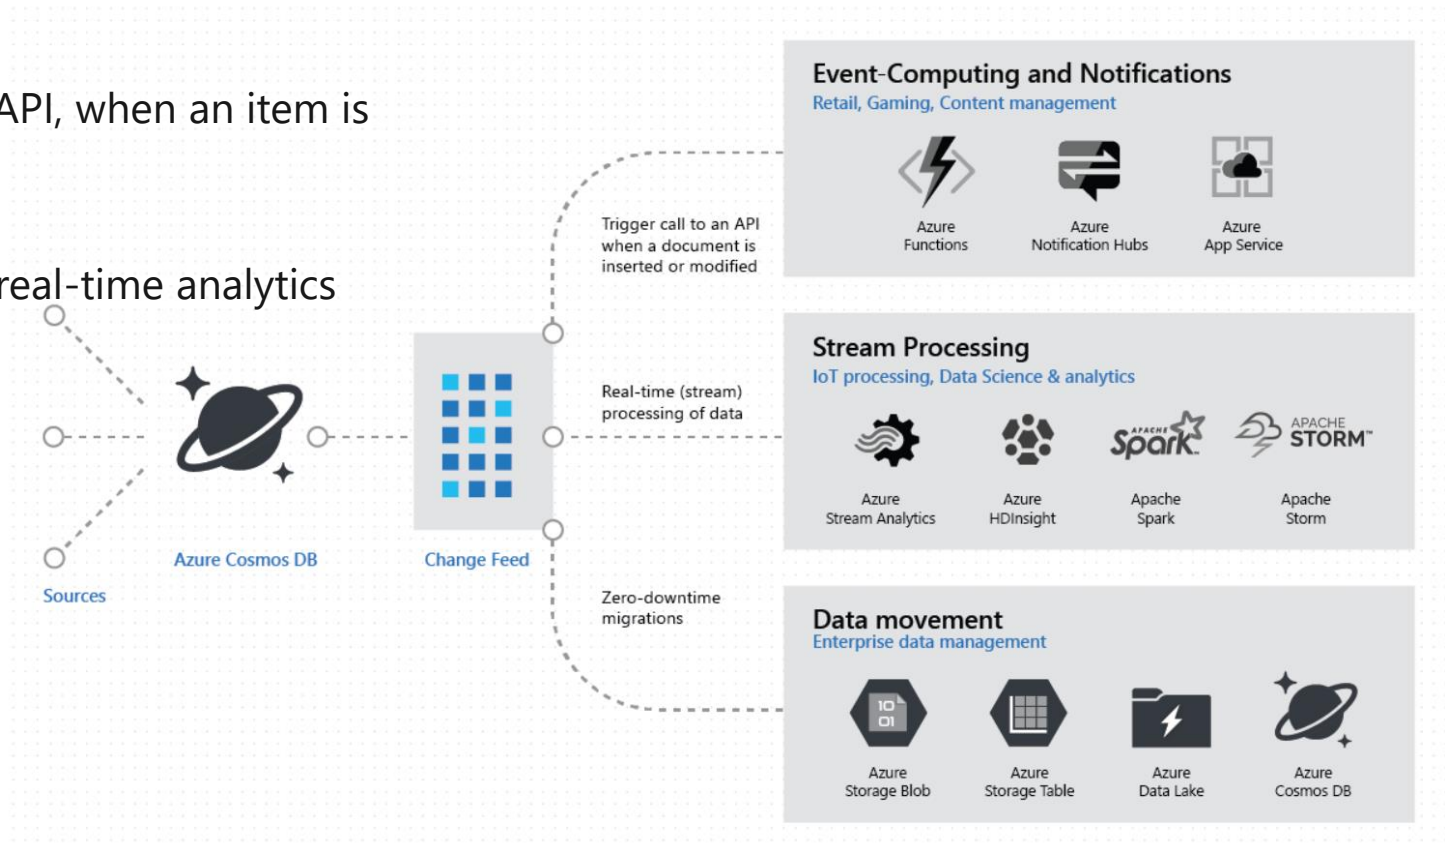 API, when an item is
real-time analytics
Sources
Azure Cosmos DB
Change Feed
Trigger call to an API
when a document is
inserted or modified
Real-time (stream)
processing of data
Zero-downtime
migrations
Event-Computing and Notifications
Retail, Gaming, Content management
Azure
Functions
Azure
Notification Hubs
Azure
App Service
Stream Processing
IoT processing, Data Science & analytics
APACHE
Spark™
APACHE
STORM™
Azure
Stream Analytics
Azure
HDInsight
Apache
Spark
Apache
Storm
Data movement
Enterprise data management
10
01
Azure
Storage Blob
Azure
Storage Table
Azure
Data Lake
Azure
Cosmos DB